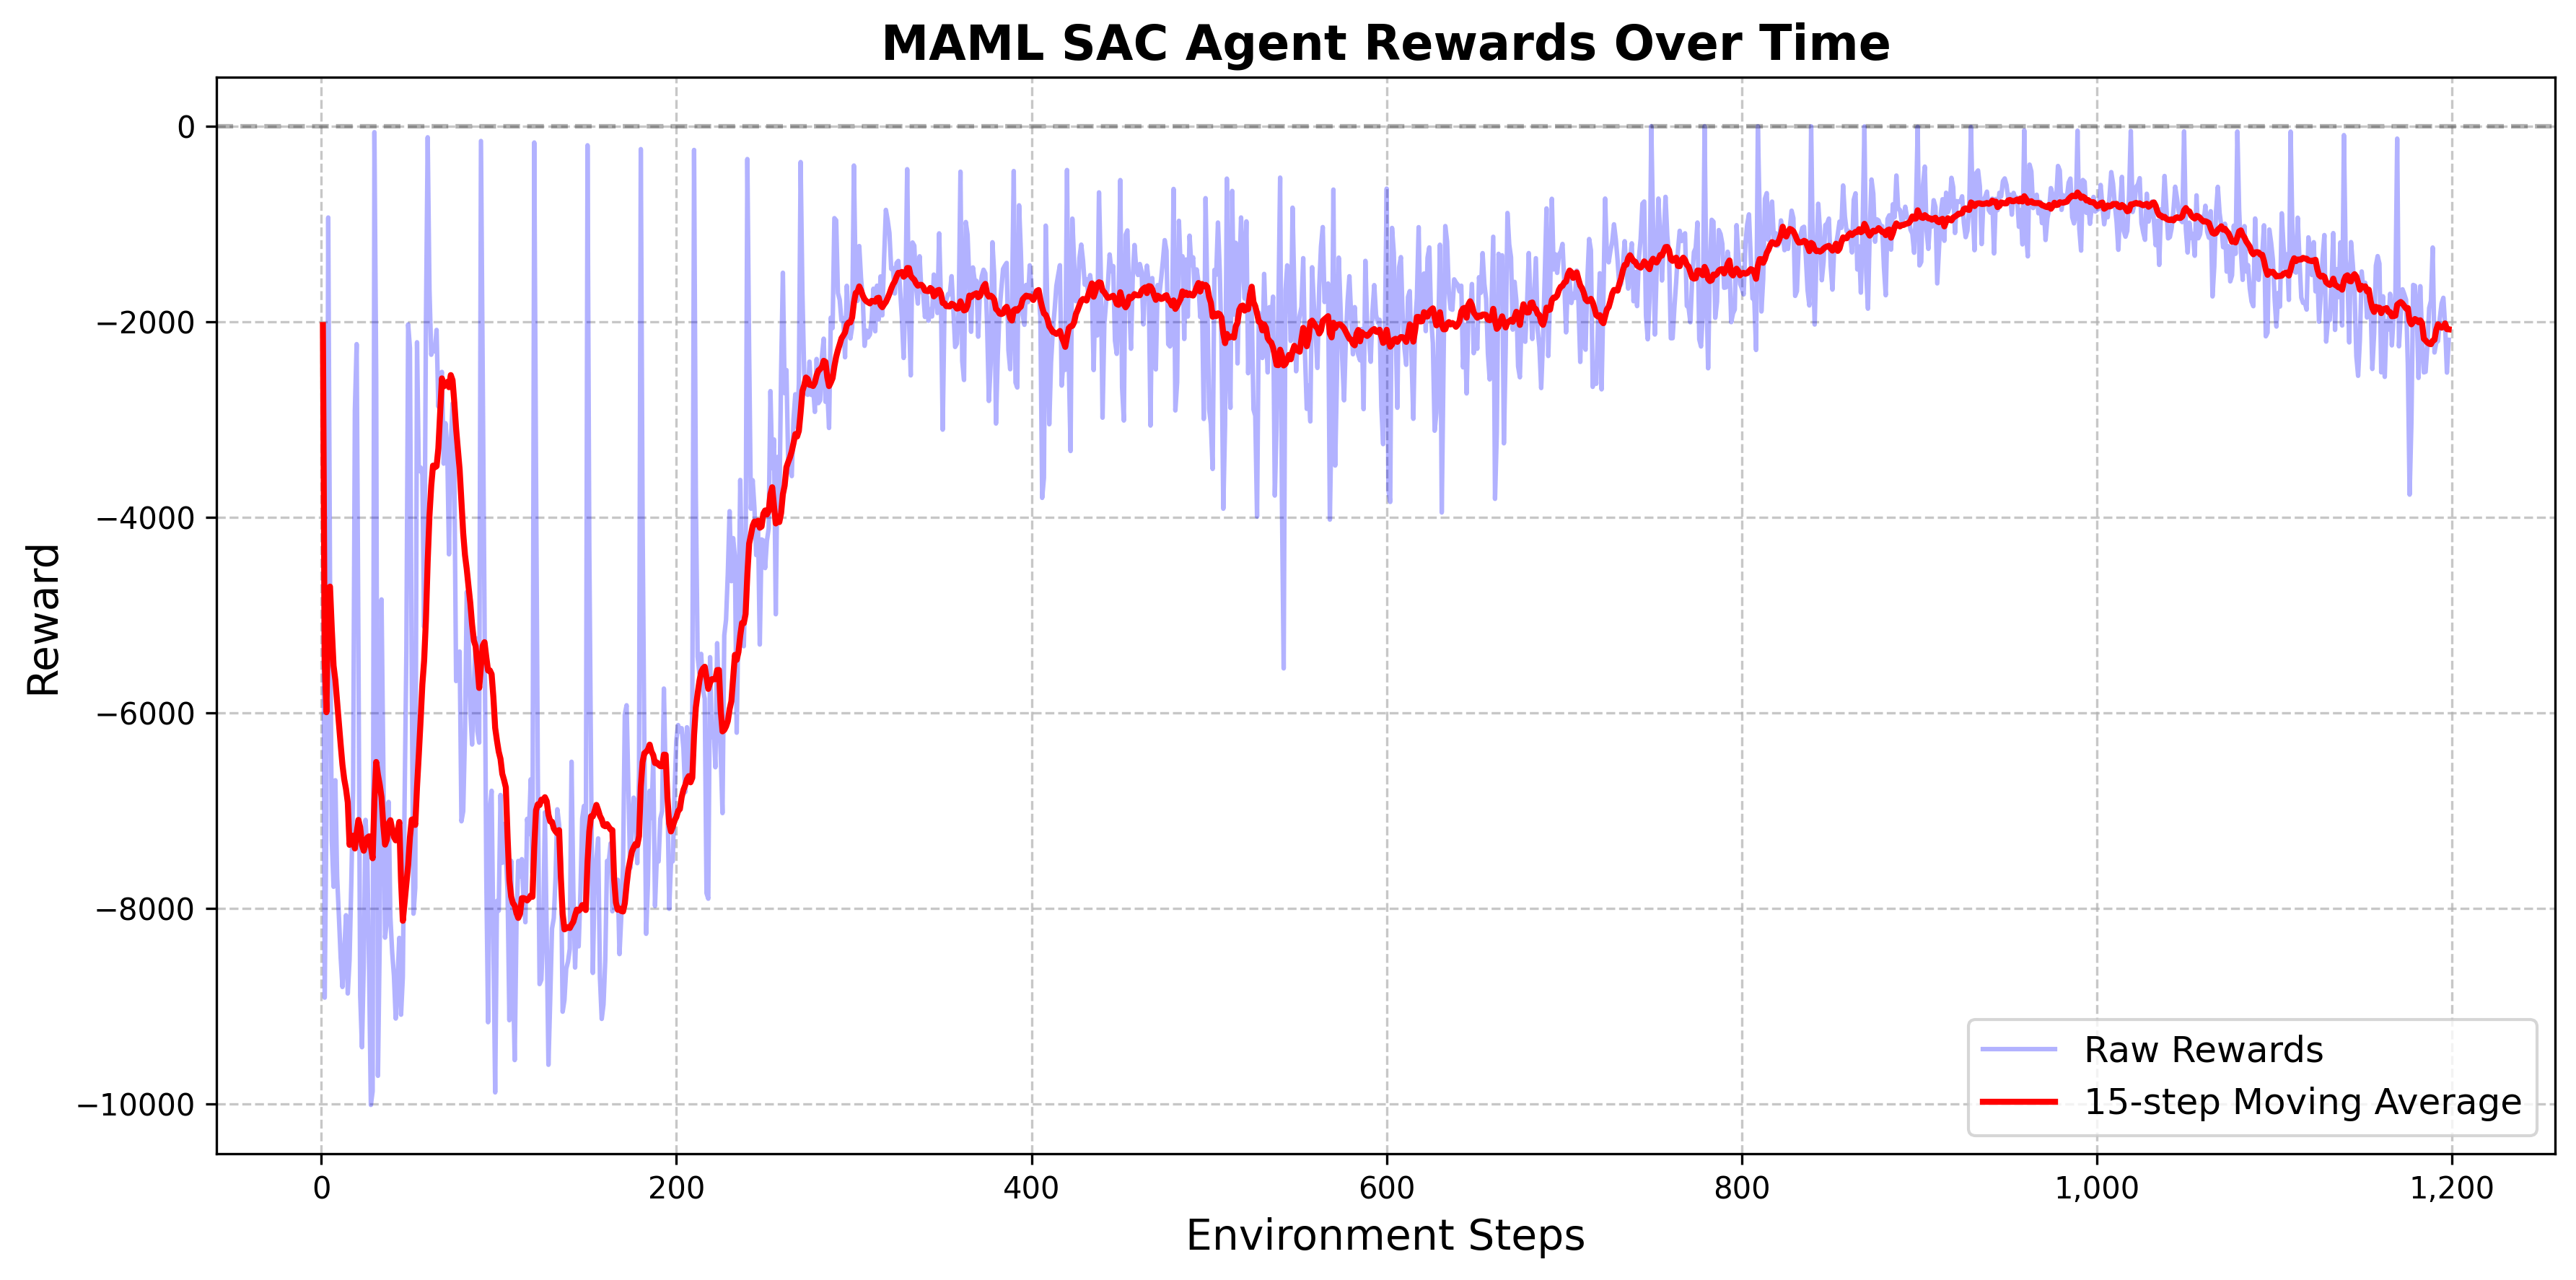 MAML SAC Agent Rewards Over Time
Reward
0
−2000
−4000
−6000
−8000
−10000
0
200
400
600
800
1,000
1,200
Environment Steps
Raw Rewards
15-step Moving Average